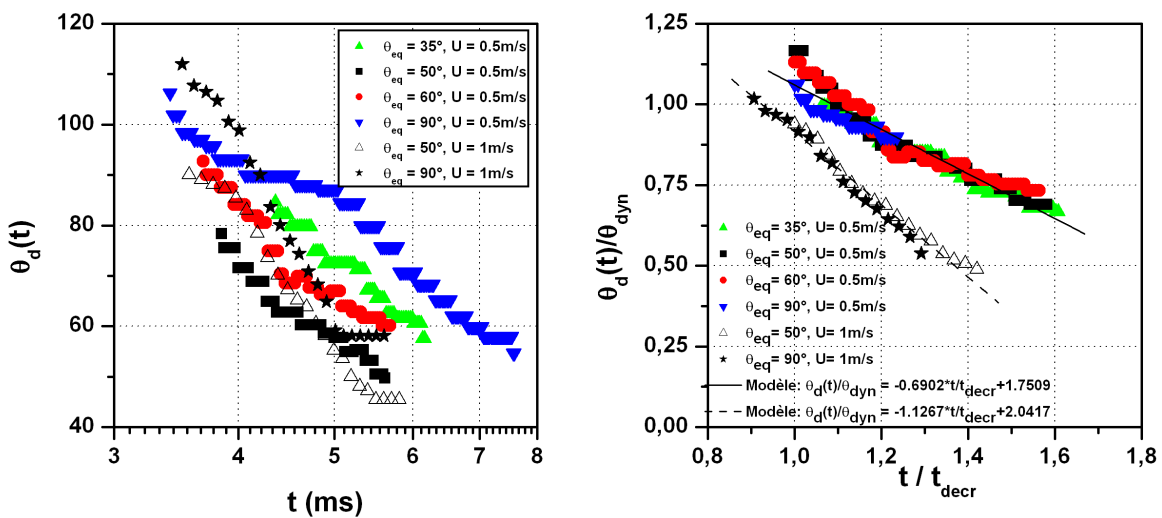 120
100
80
60
40
θd(t)
3
4
5
6
7
8
t (ms)
θeq = 35°, U = 0.5m/s
θeq = 50°, U = 0.5m/s
θeq = 60°, U = 0.5m/s
θeq = 90°, U = 0.5m/s
θeq = 50°, U = 1m/s
θeq = 90°, U = 1m/s
1,25
1,00
0,75
0,50
0,25
0,00
θd(t)/θdyn
θeq= 35°, U= 0.5m/s
θeq= 50°, U= 0.5m/s
θeq= 60°, U= 0.5m/s
θeq= 90°, U= 0.5m/s
θeq= 50°, U= 1m/s
θeq= 90°, U= 1m/s
Modèle: θd(t)/θdyn = -0.6902*t/tdecr+1.7509
Modèle: θd(t)/θdyn = -1.1267*t/tdecr+2.0417
0,8
1,0
1,2
1,4
1,6
1,8
t / tdecr